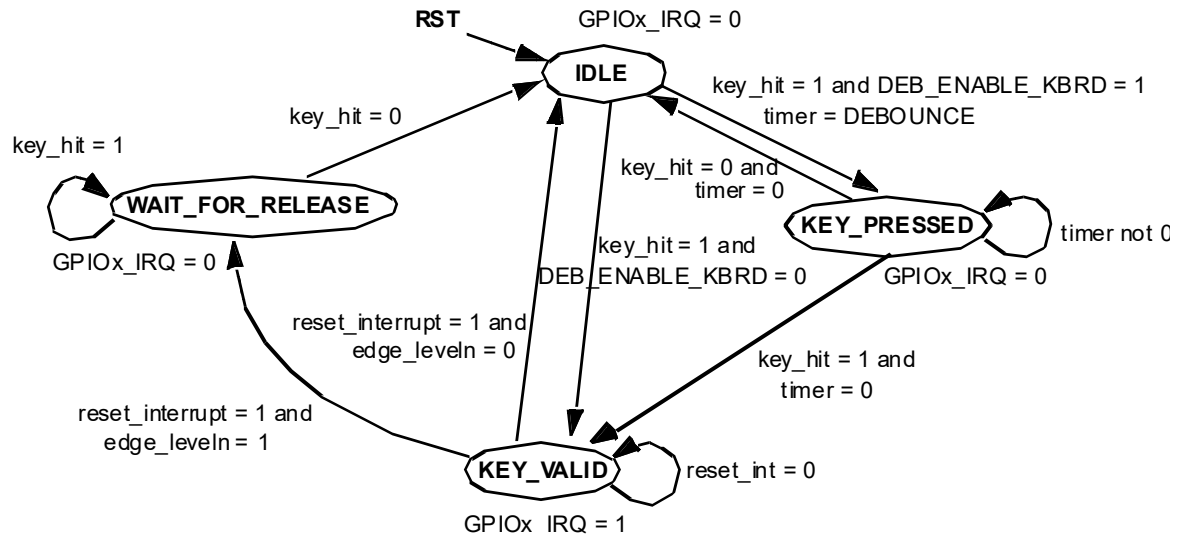 RST
GPIOx_IRQ = 0
IDLE
key_hit = 1 and DEB_ENABLE_KBRD = 1
timer = DEBOUNCE
key_hit = 0
key_hit = 1
key_hit = 0 and
timer = 0
WAIT_FOR_RELEASE
KEY_PRESSED
timer not 0
GPIOx_IRQ = 0
GPIOx_IRQ = 0
key_hit = 1 and
DEB_ENABLE_KBRD = 0
reset_interrupt = 1 and
edge_leveln = 0
key_hit = 1 and
timer = 0
reset_interrupt = 1 and
edge_leveln = 1
KEY_VALID
reset_int = 0
GPIOx IRQ = 1